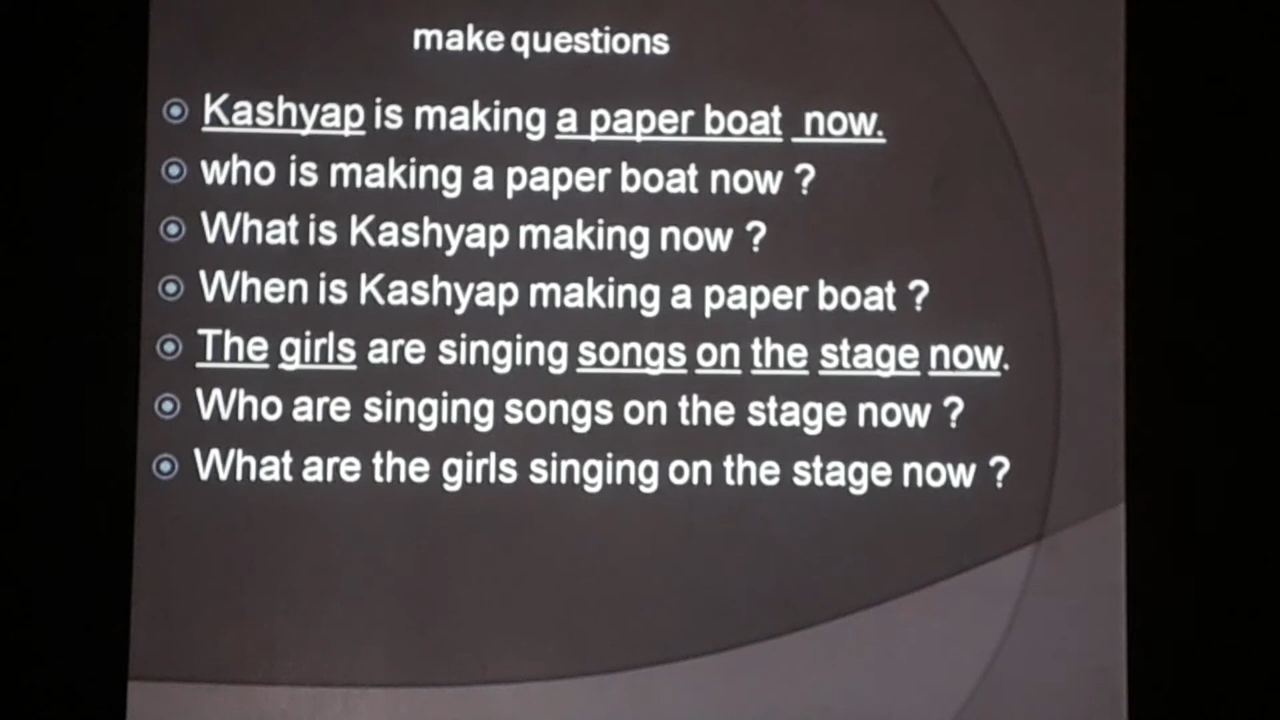 make questions
Kashyap is making a paper boat now.
who is making a paper boat now ?
What is Kashyap making now ?
When is Kashyap making a paper boat ?
The girls are singing songs on the stage now.
Who are singing songs on the stage now ?
What are the girls singing on the stage now ?